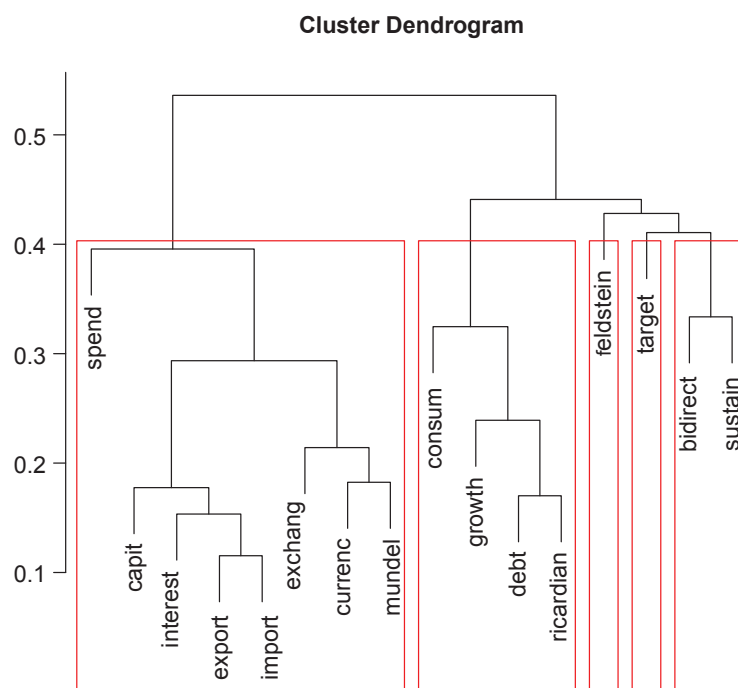 Cluster Dendrogram
0.5
0.4
0.3
0.2
0.1
spend
capit
interest
export
import
exchang
currenc
mundel
consum
growth
debt
ricardian
feldstein
target
bidirect
sustain